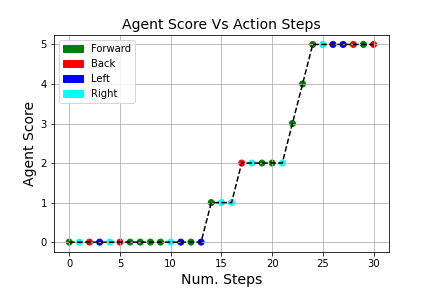 Agent Score Vs Action Steps
Agent Score
5
4
3
2
1
0
Forward
Back
Left
Right
0 5 10 15 20 25 30
Num. Steps